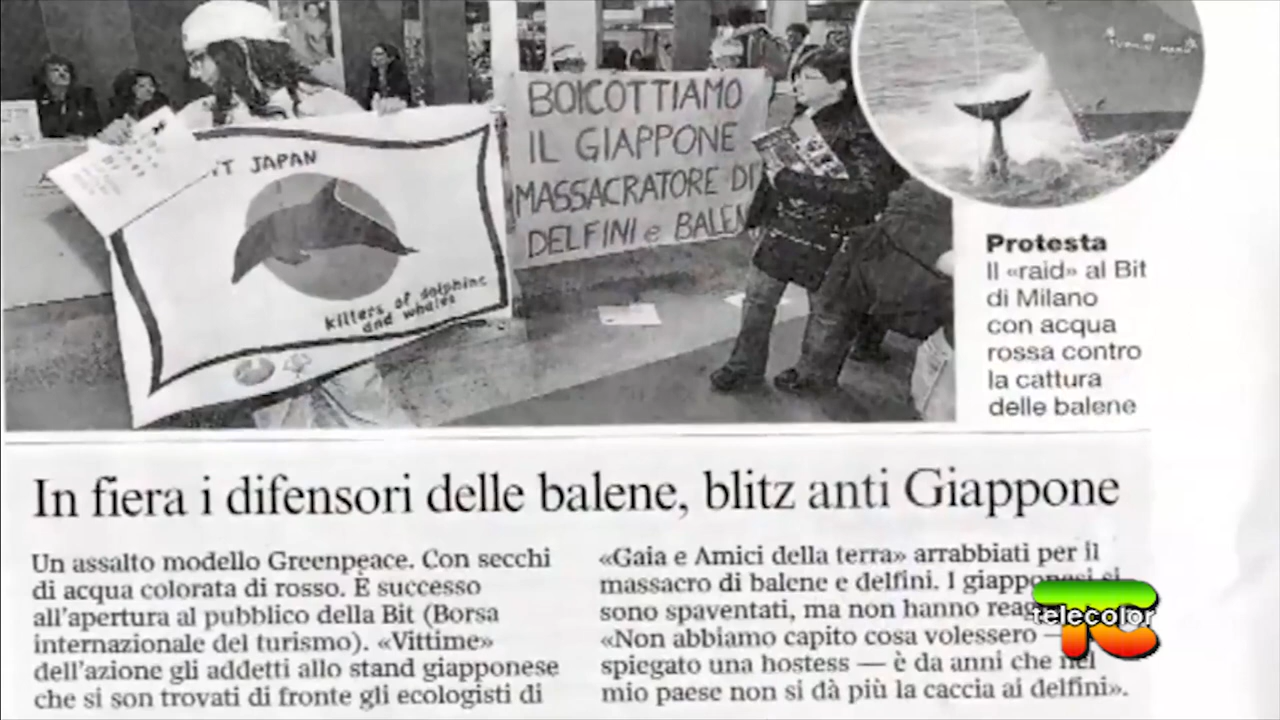 JAPAN
killers of dolphins
and whales
BOICOTTIAMO
IL GIAPPONE
MASSACRATORE DI
DELFINI e BALEN
Protesta
Il «raid» al Bit
di Milano
con acqua
rossa contro
la cattura
delle balene
In fiera i difensori delle balene, blitz anti Giappone
Un assalto modello Greenpeace. Con secchi
di acqua colorata di rosso. È successo
all'apertura al pubblico della Bit (Borsa
internazionale del turismo). «Vittime»
dell'azione gli addetti allo stand giapponese
che si son trovati di fronte gli ecologisti di
«Gaia e Amici della terra» arrabbiati per il
massacro di balene e delfini. I giapponesi si
sono spaventati, ma non hanno reag
«Non abbiamo capito cosa volessero —
spiegato una hostess — è da anni che nel
mio paese non si dà più la caccia ai delfini».
telecolor
TC